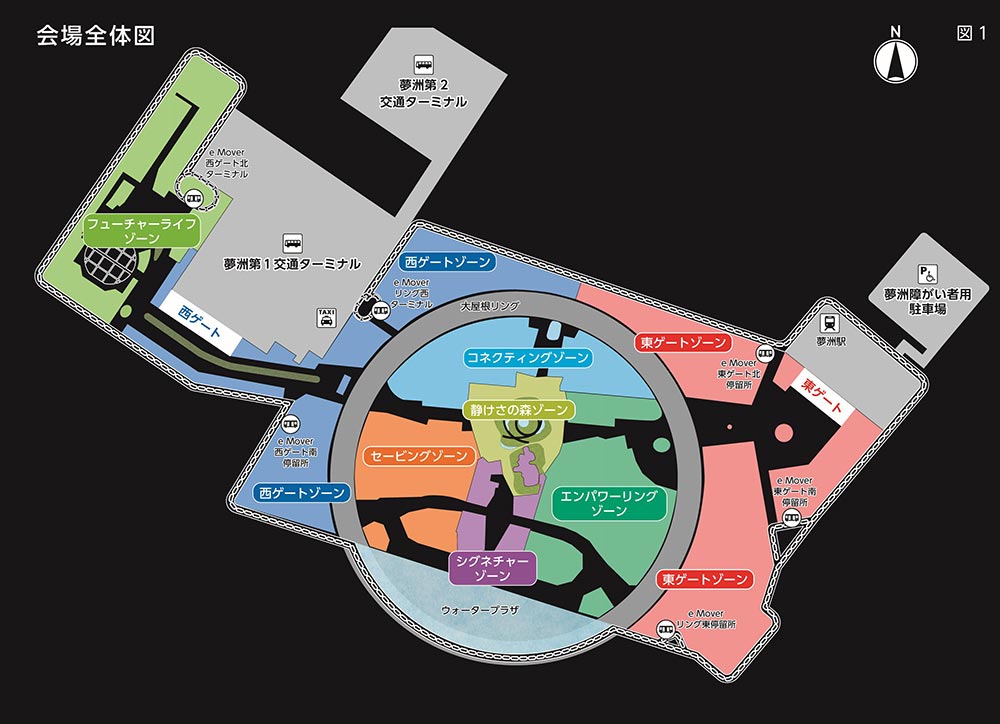 会場全体図
N
図1
夢洲第2
交通ターミナル
e Mover
西ゲート北
ターミナル
フューチャーライフ
ゾーン
夢洲第1交通ターミナル
西ゲートゾーン
e Mover
リング西
ターミナル
大屋根リング
P
夢洲障がい者用
駐車場
西ゲート
TAXI
夢洲駅
コネクティングゾーン
東ゲートゾーン
e Mover
東ゲート北
停留所
東ゲート
静けさの森ゾーン
e Mover
西ゲート南
停留所
セービングゾーン
西ゲートゾーン
エンパワーリング
ゾーン
e Mover
東ゲート南
停留所
シグネチャー
ゾーン
東ゲートゾーン
ウォータープラザ
e Mover
リング東停留所